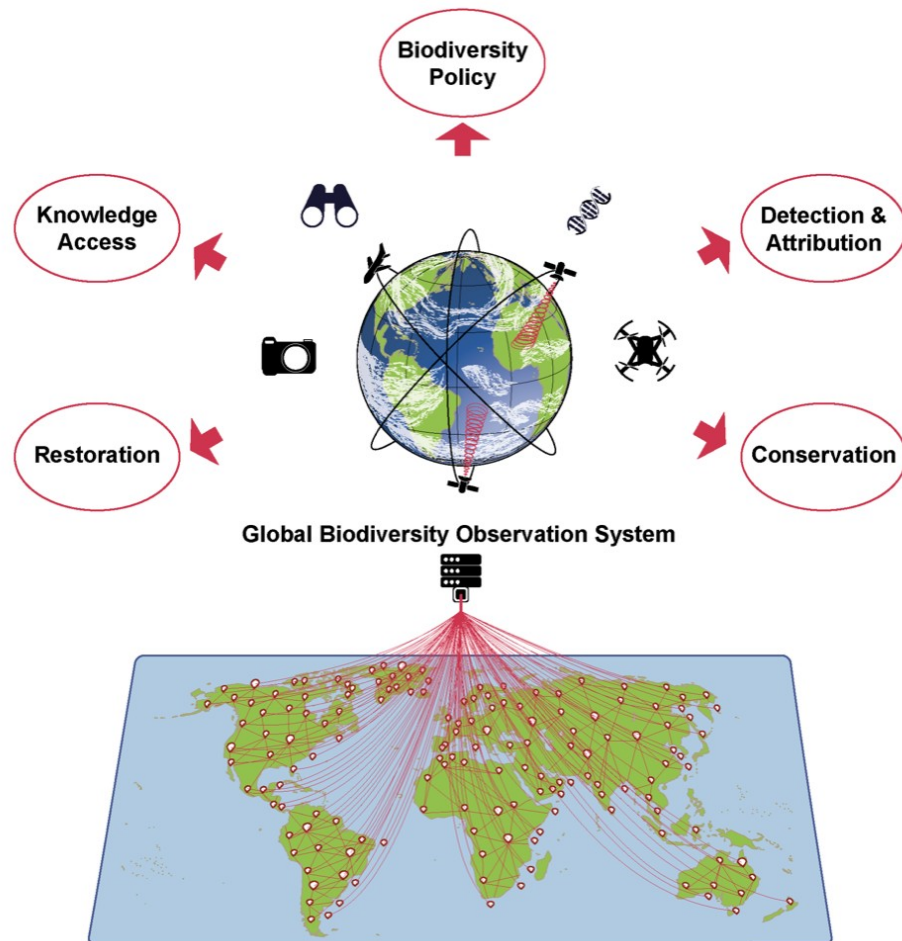 Biodiversity
Policy
Knowledge
Access
Detection &
Attribution
Restoration
Conservation
Global Biodiversity Observation System